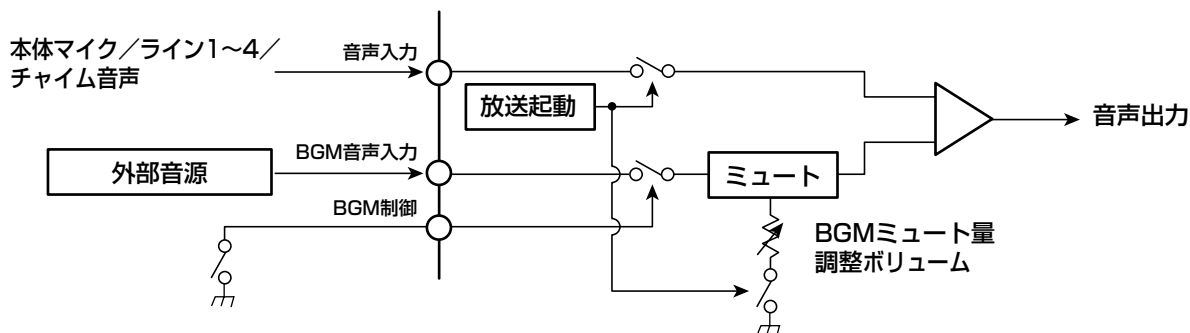 本体マイク/ライン1~4/
チャイム音声
音声入力
放送起動
音声出力
外部音源
BGM音声入力
ミュート
BGM制御
BGMミュート量
調整ボリューム